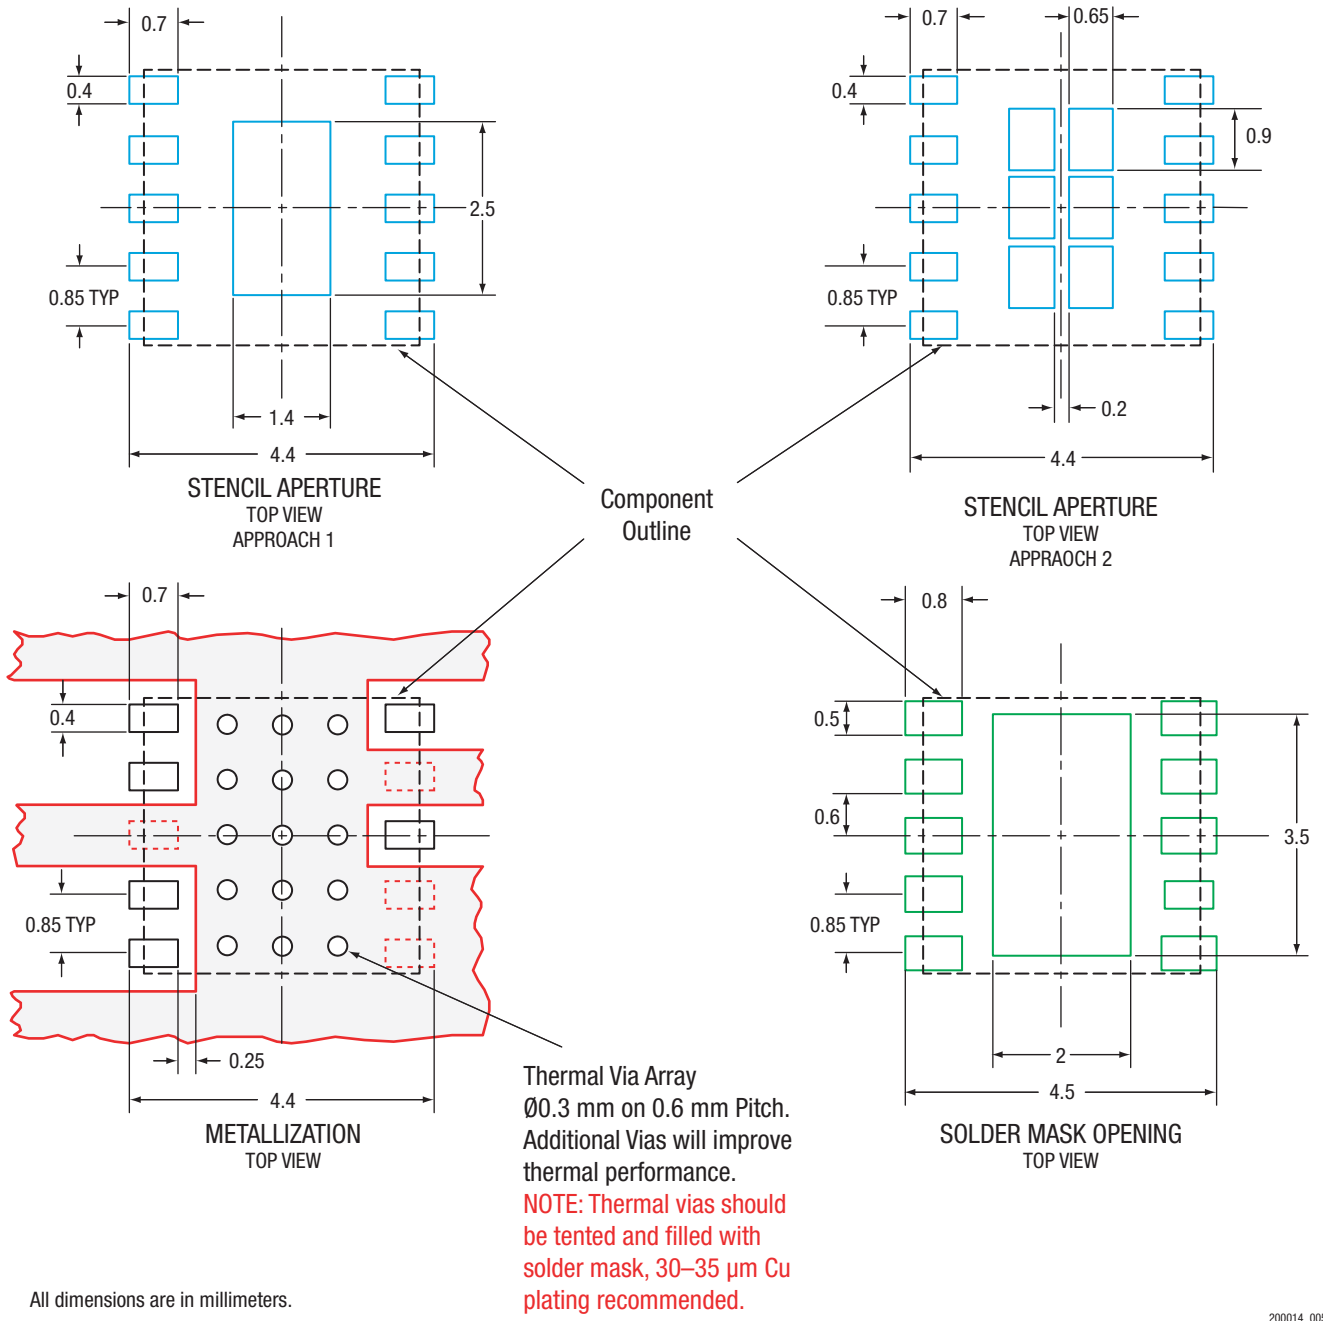 0.7
0.4
2.5
0.85 TYP
1.4
4.4
STENCIL APERTURE
TOP VIEW
APPROACH 1
0.7
0.65
0.4
0.9
0.85 TYP
0.2
4.4
STENCIL APERTURE
TOP VIEW
APPRAOCH 2
Component
Outline
0.7
0.4
0.85 TYP
0.25
4.4
METALLIZATION
TOP VIEW
Thermal Via Array
Ø0.3 mm on 0.6 mm Pitch.
Additional Vias will improve
thermal performance.
NOTE: Thermal vias should
be tented and filled with
solder mask, 30–35 µm Cu
plating recommended.
0.8
0.5
0.6
3.5
0.85 TYP
2
4.5
SOLDER MASK OPENING
TOP VIEW
All dimensions are in millimeters.
200014_005